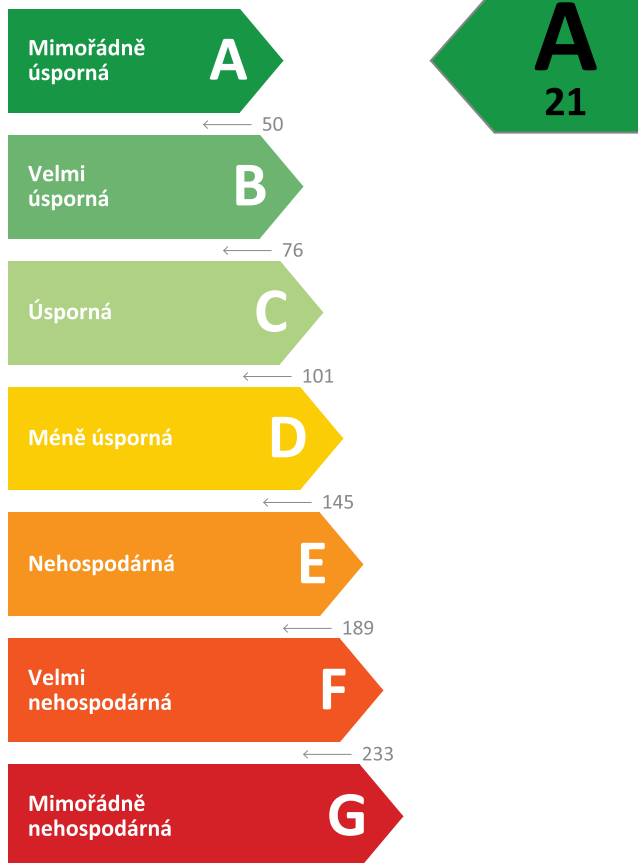 Mimořádně
úsporná
A
A
21
50
Velmi
úsporná
B
76
Úsporná
C
101
Méně úsporná
D
145
Nehospodárná
E
189
Velmi
nehospodárná
F
233
Mimořádně
nehospodárná
G